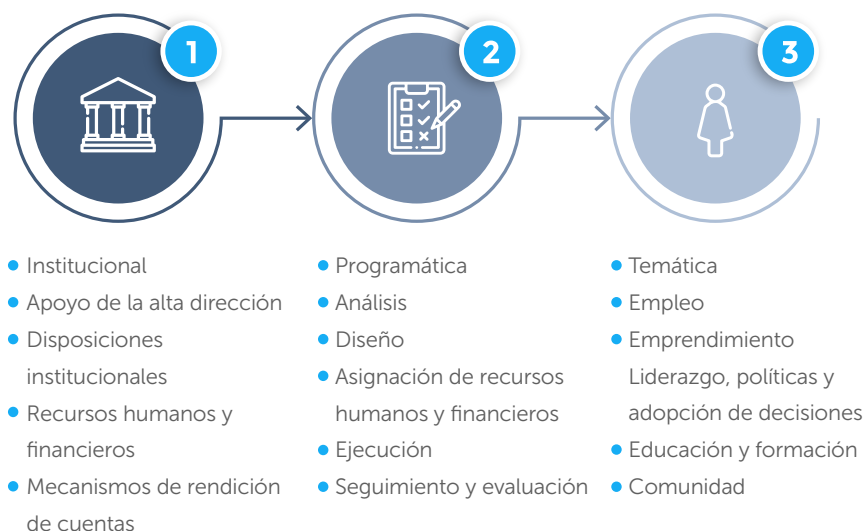 1
2
3
Institucional
Apoyo de la alta dirección
Disposiciones
institucionales
Recursos humanos y
financieros
Mecanismos de rendición
de cuentas
Programática
Análisis
Diseño
Asignación de recursos
humanos y financieros
Ejecución
Seguimiento y evaluación
Temática
Empleo
Emprendimiento
Liderazgo, políticas y
adopción de decisiones
Educación y formación
Comunidad